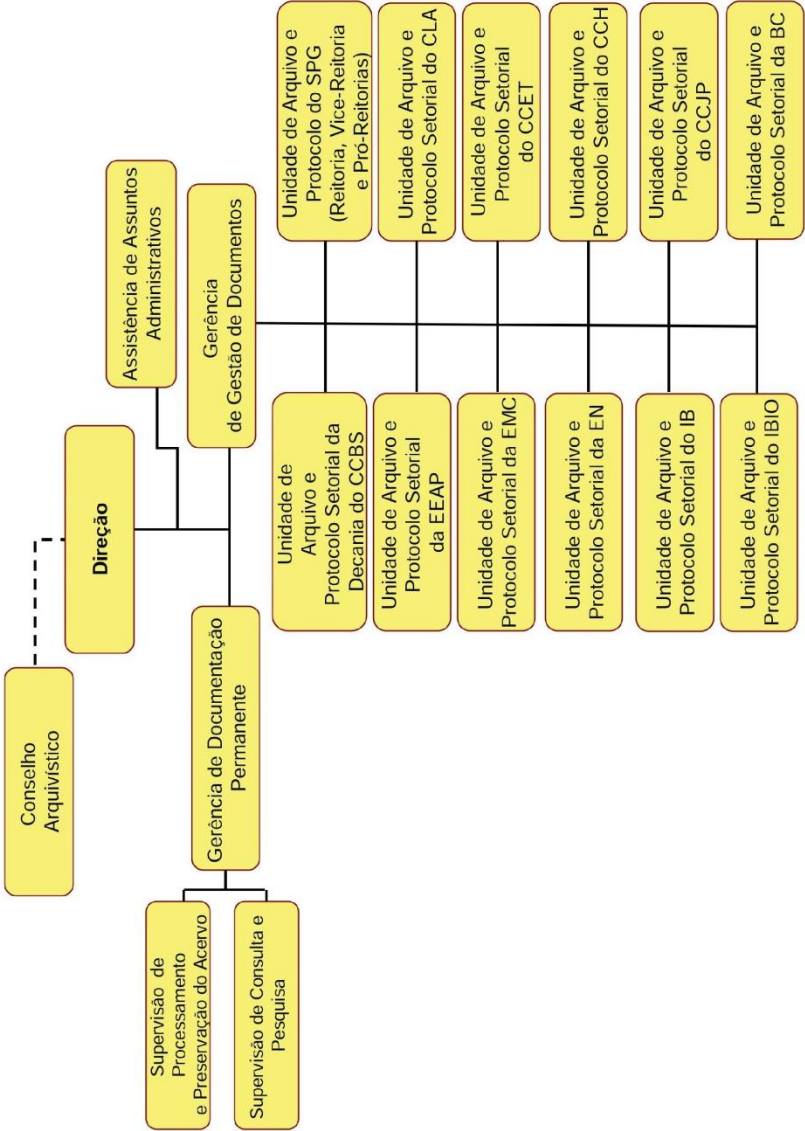 Conselho
Arquivístico
Direção
Assistência de Assuntos
Administrativos
Gerência de Documentação
Permanente
Gerência
de Gestão de Documentos
Supervisão de
Processamento
e Preservação do Acervo
Supervisão de Consulta e
Pesquisa
Unidade de
Arquivo e
Protocolo Setorial da
Decania do CCBS
Unidade de Arquivo e
Protocolo do SPG
(Reitoria, Vice-Reitoria
e Pró-Reitorias)
Unidade de Arquivo e
Protocolo Setorial
da EEAP
Unidade de Arquivo e
Protocolo Setorial do CLA
Unidade de Arquivo e
Protocolo Setorial da EMC
Unidade de Arquivo e
Protocolo Setorial
do CCET
Unidade de Arquivo e
Protocolo Setorial da EN
Unidade de Arquivo e
Protocolo Setorial do CCH
Unidade de Arquivo e
Protocolo Setorial do IB
Unidade de Arquivo e
Protocolo Setorial
do CCJP
Unidade de Arquivo e
Protocolo Setorial do IBIO
Unidade de Arquivo e
Protocolo Setorial da BC